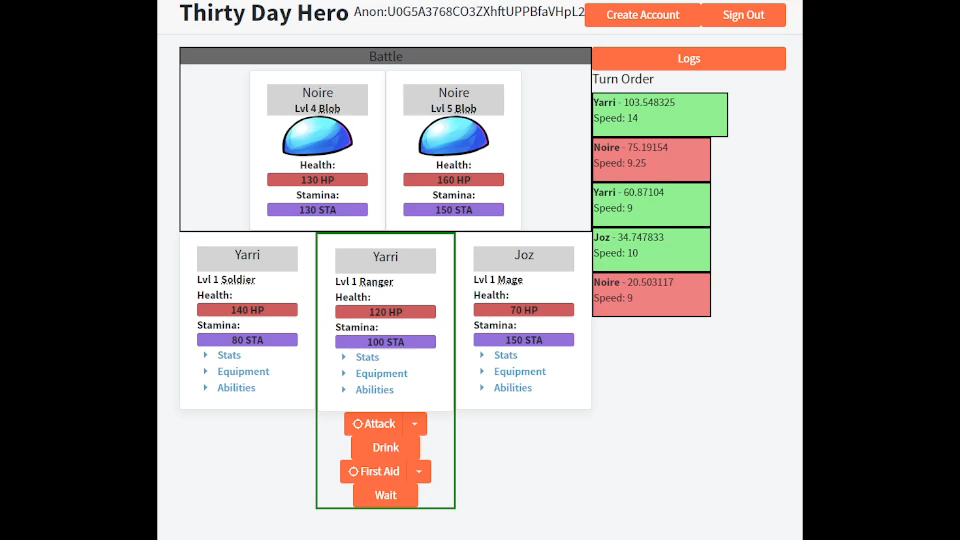 Thirty Day Hero Anon:U0G5A3768CO3ZXhftUPPBfaVHpL2 Create Account Sign Out
Battle
Logs
Turn Order
Noire
Lvl 4 Blob
Health:
130 HP
Stamina:
130 STA
Noire
Lvl 5 Blob
Health:
160 HP
Stamina:
150 STA
Yarri - 103.548325
Speed: 14
Noire - 75.19154
Speed: 9.25
Yarri - 60.87104
Speed: 9
Joz - 34.747833
Speed: 10
Noire - 20.503117
Speed: 9
Yarri
Lvl 1 Soldier
Health:
140 HP
Stamina:
80 STA
Stats
Equipment
Abilities
Yarri
Lvl 1 Ranger
Health:
120 HP
Stamina:
100 STA
Stats
Equipment
Abilities
Attack
Drink
First Aid
Wait
Joz
Lvl 1 Mage
Health:
70 HP
Stamina:
150 STA
Stats
Equipment
Abilities